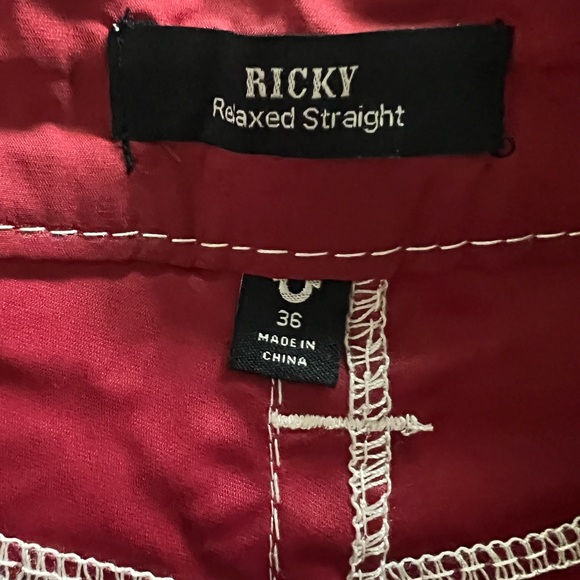 RICKY
Relaxed Straight
36
MADE IN
CHINA